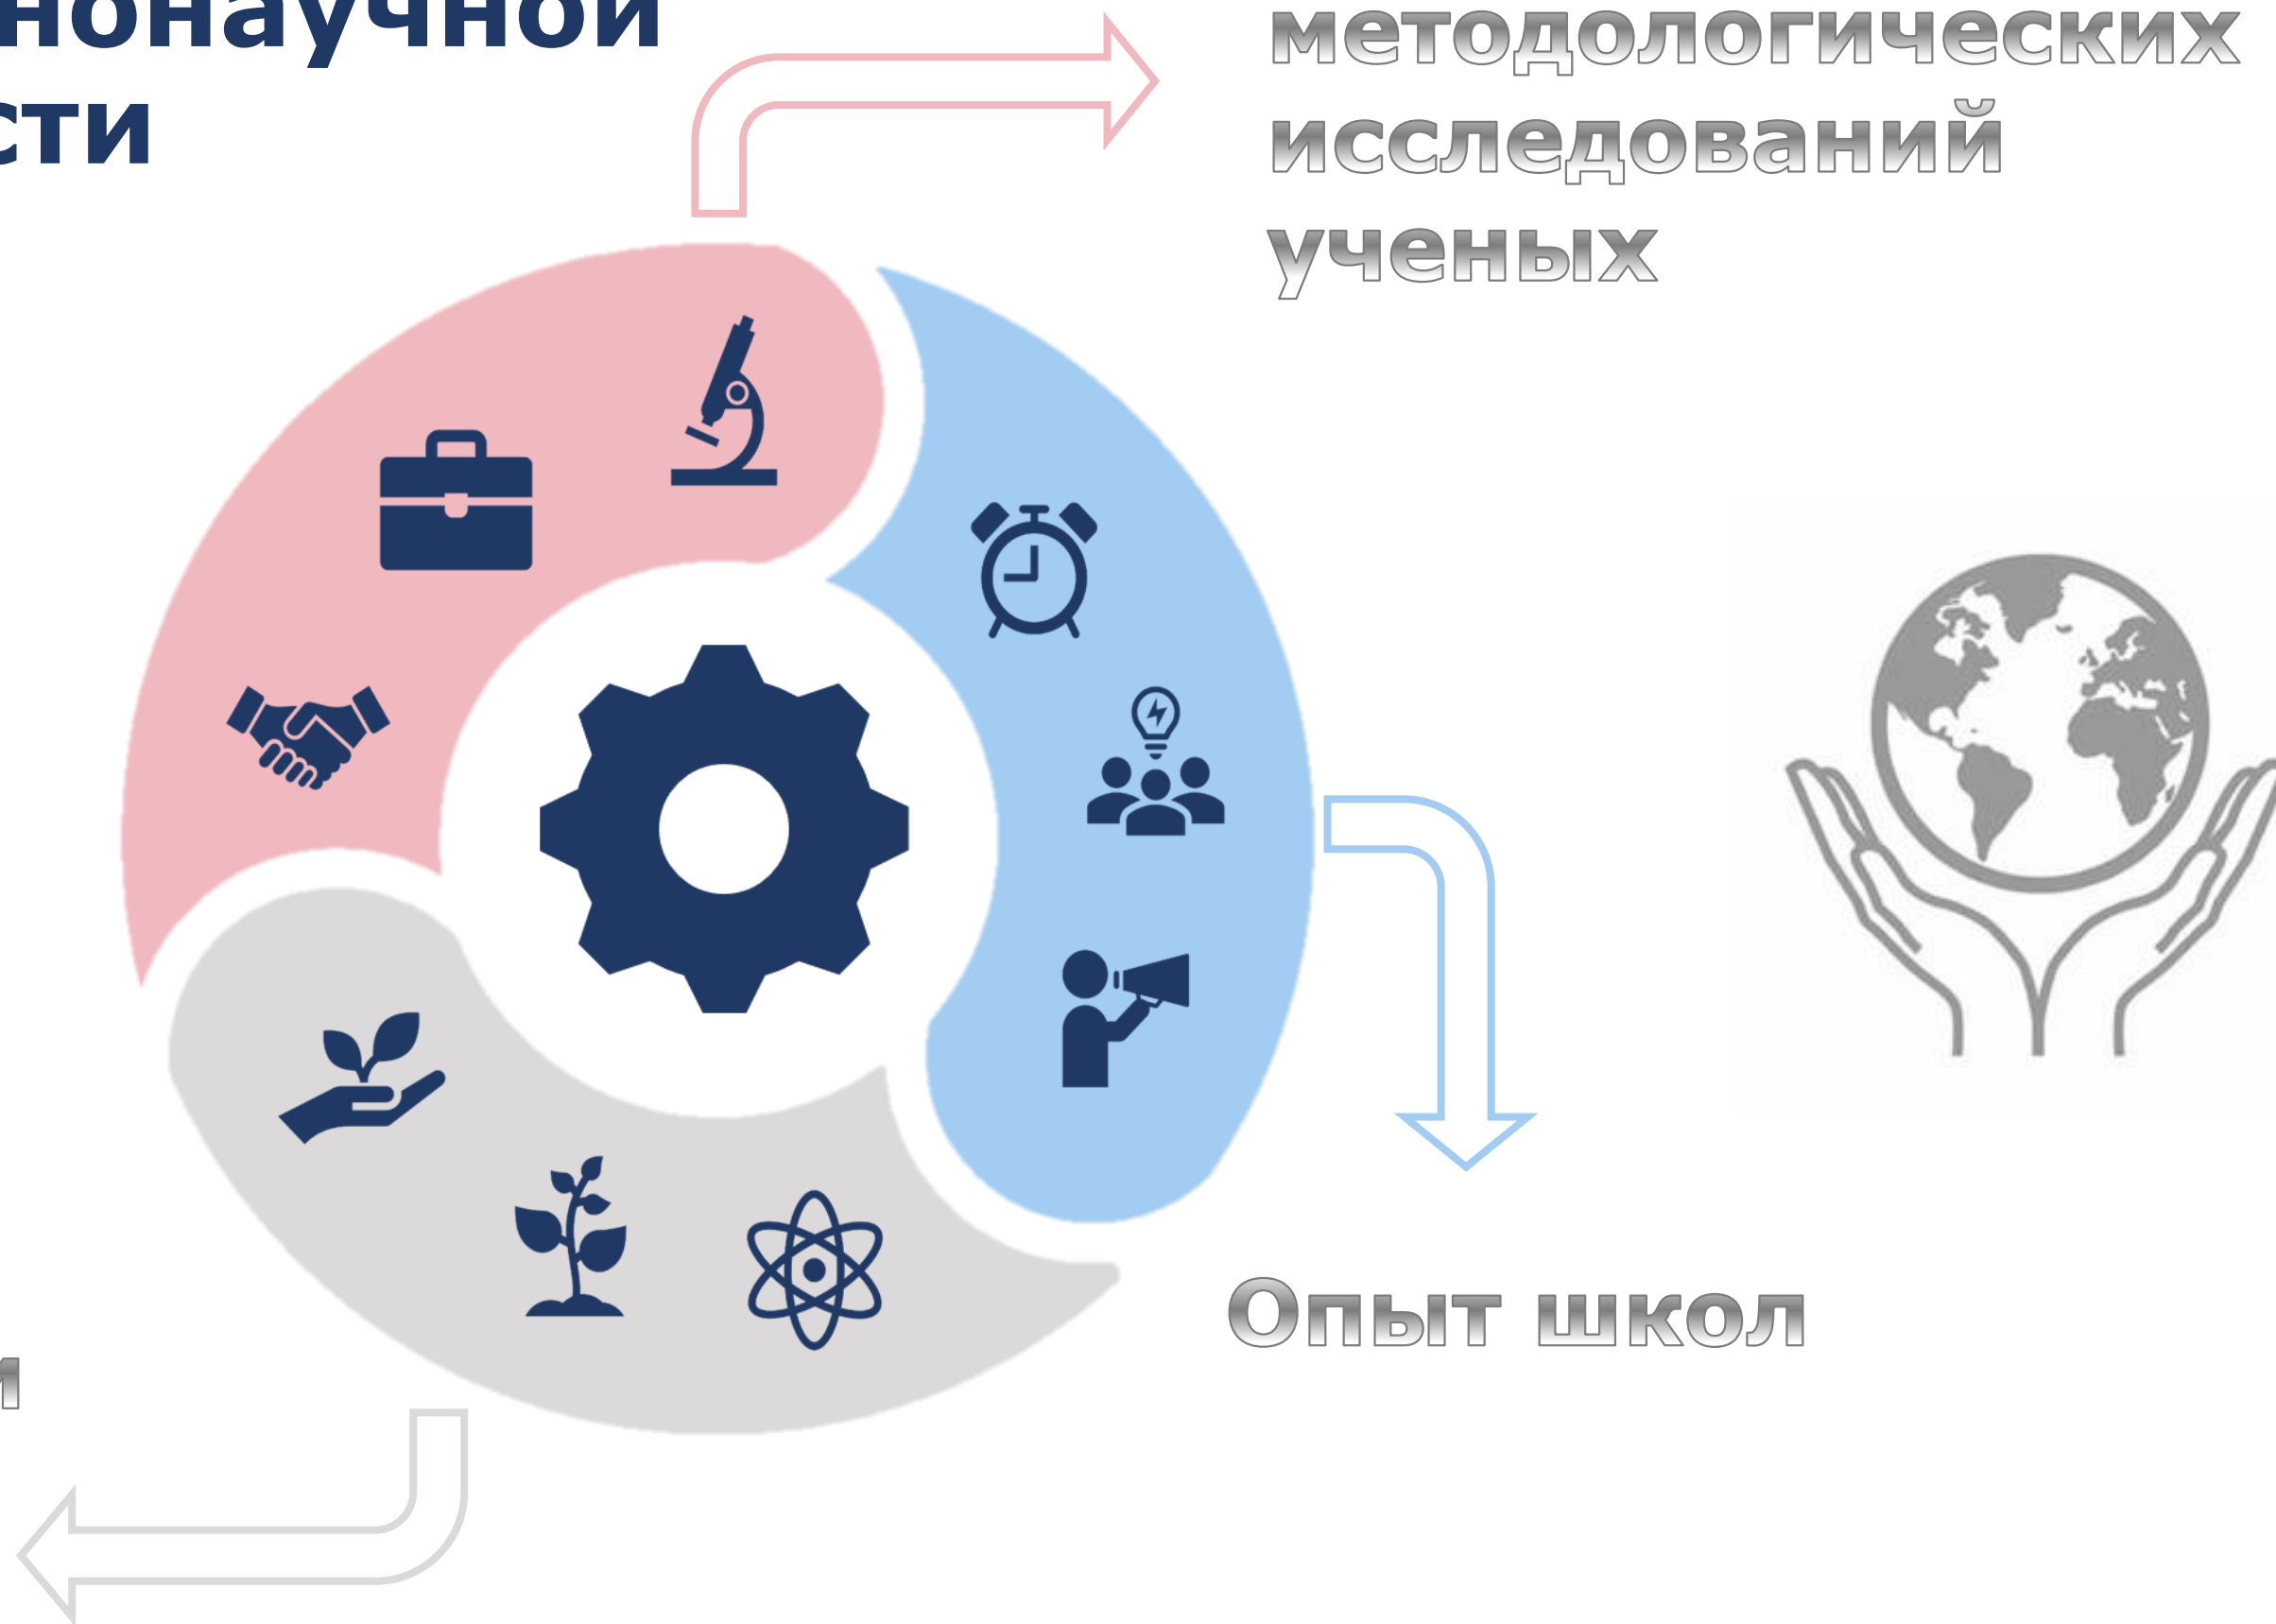 нонаучной
сти
методологических
исследований
ученых
Опыт школ
и